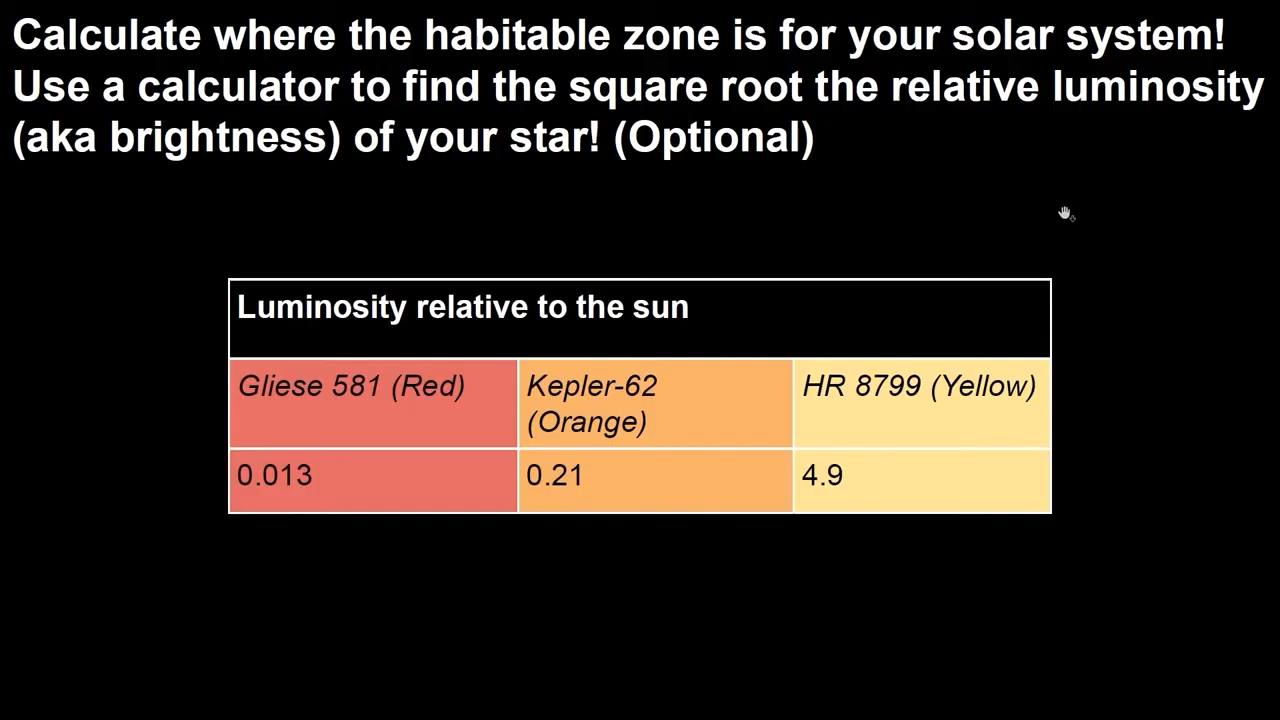 Calculate where the habitable zone is for your solar system!
Use a calculator to find the square root the relative luminosity
(aka brightness) of your star! (Optional)
Luminosity relative to the sun
Gliese 581 (Red)
Kepler-62
(Orange)
HR 8799 (Yellow)
0.013
0.21
4.9